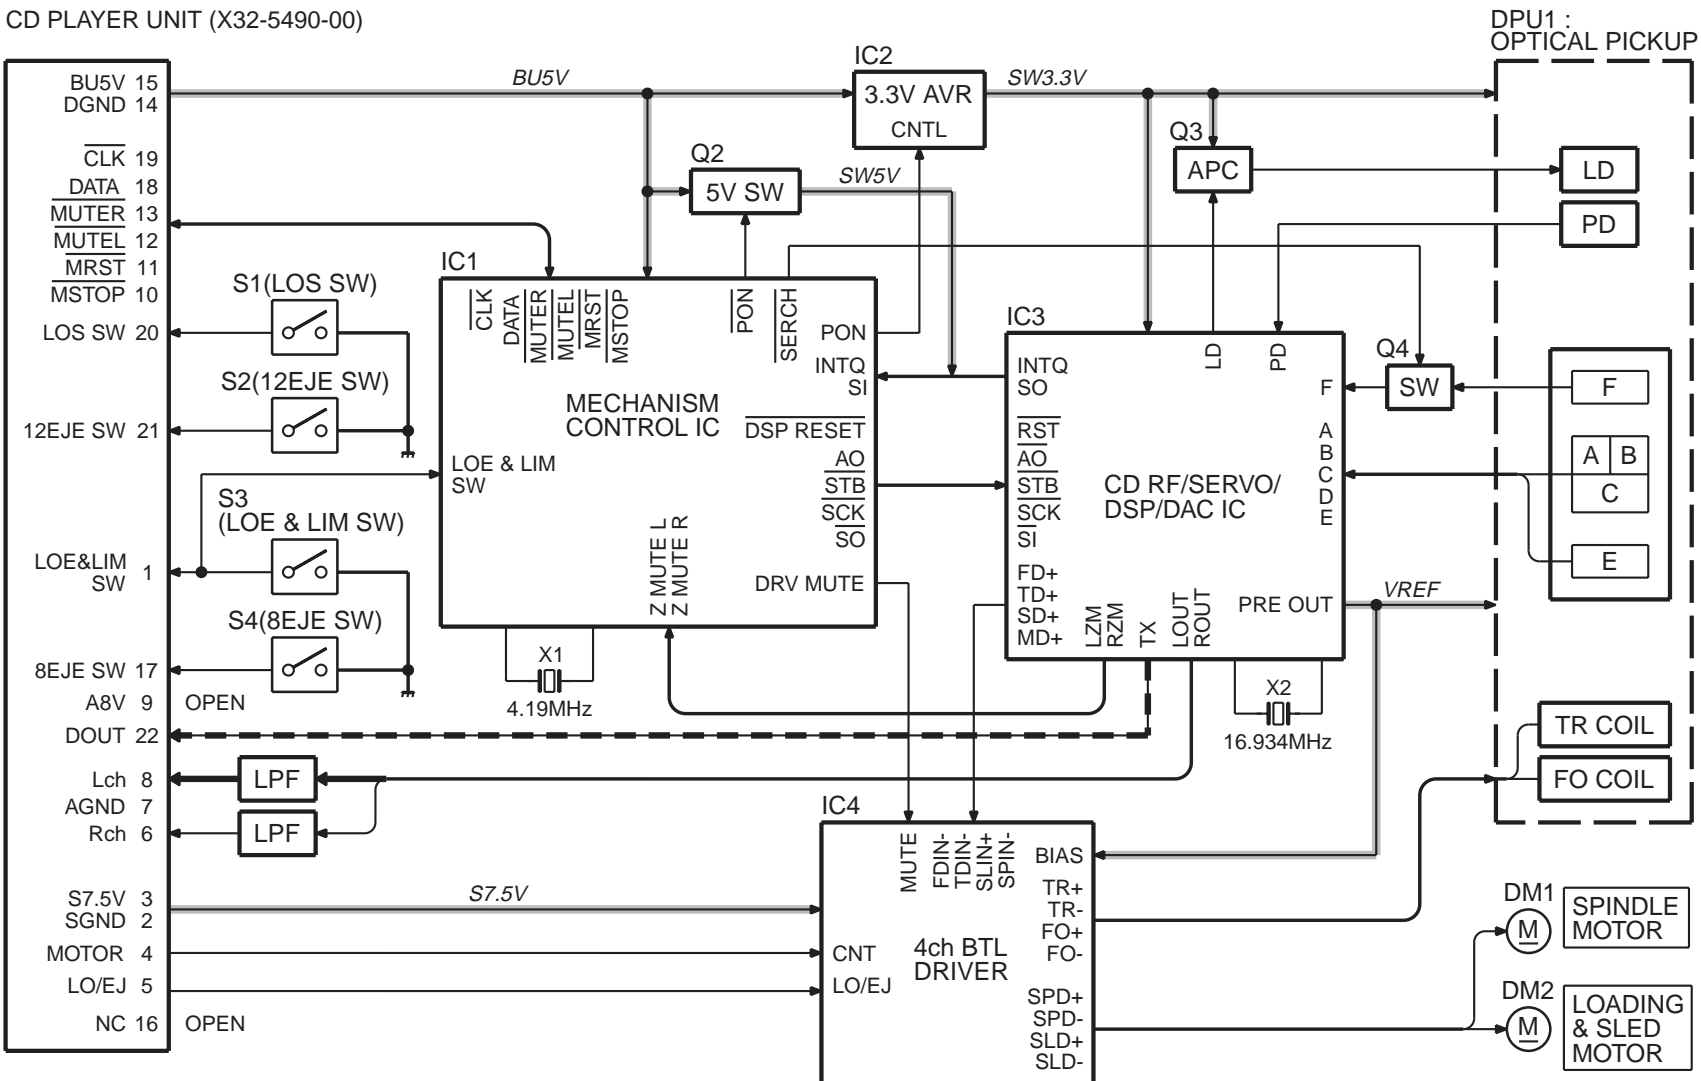 CD PLAYER UNIT (X32-5490-00)
DPU1 :
OPTICAL PICKUP
BU5V 15
DGND 14
CLK 19
DATA 18
MUTER 13
MUTEL 12
MRST 11
MSTOP 10
LOS SW 20
12EJE SW 21
LOE&LIM
SW 1
8EJE SW 17
A8V 9 OPEN
DOUT 22
Lch 8
AGND 7
Rch 6
S7.5V 3
SGND 2
MOTOR 4
LO/EJ 5
NC 16 OPEN
BU5V
S1(LOS SW)
S2(12EJE SW)
S3
(LOE & LIM SW)
S4(8EJE SW)
LPF
LPF
S7.5V
IC2
3.3V AVR
CNTL
SW3.3V
Q2
5V SW
SW5V
IC1
CLK
DATA
MUTER
MUTEL
MRST
MSTOP
PON
SERCH
PON
INTQ
SI
MECHANISM
CONTROL IC
DSP RESET
AO
STB
SCK
SO
LOE & LIM
SW
Z MUTE L
Z MUTE R
DRV MUTE
X1
4.19MHz
Q3
APC
IC3
INTQ
SO
LD
PD
F
RST
AO
STB
SCK
SI
CD RF/SERVO/
DSP/DAC IC
A
B
C
D
E
FD+
TD+
SD+
MD+
LZM
RZM
TX
LOUT
ROUT
PRE OUT
X2
16.934MHz
Q4
SW
VREF
LD
PD
F
A B
C
E
TR COIL
FO COIL
IC4
MUTE
FDIN-
TDIN-
SLIN+
SPIN-
BIAS
TR+
TR-
FO+
FO-
CNT
LO/EJ
4ch BTL
DRIVER
SPD+
SPD-
SLD+
SLD-
DM1
M
SPINDLE
MOTOR
DM2
M
LOADING
& SLED
MOTOR